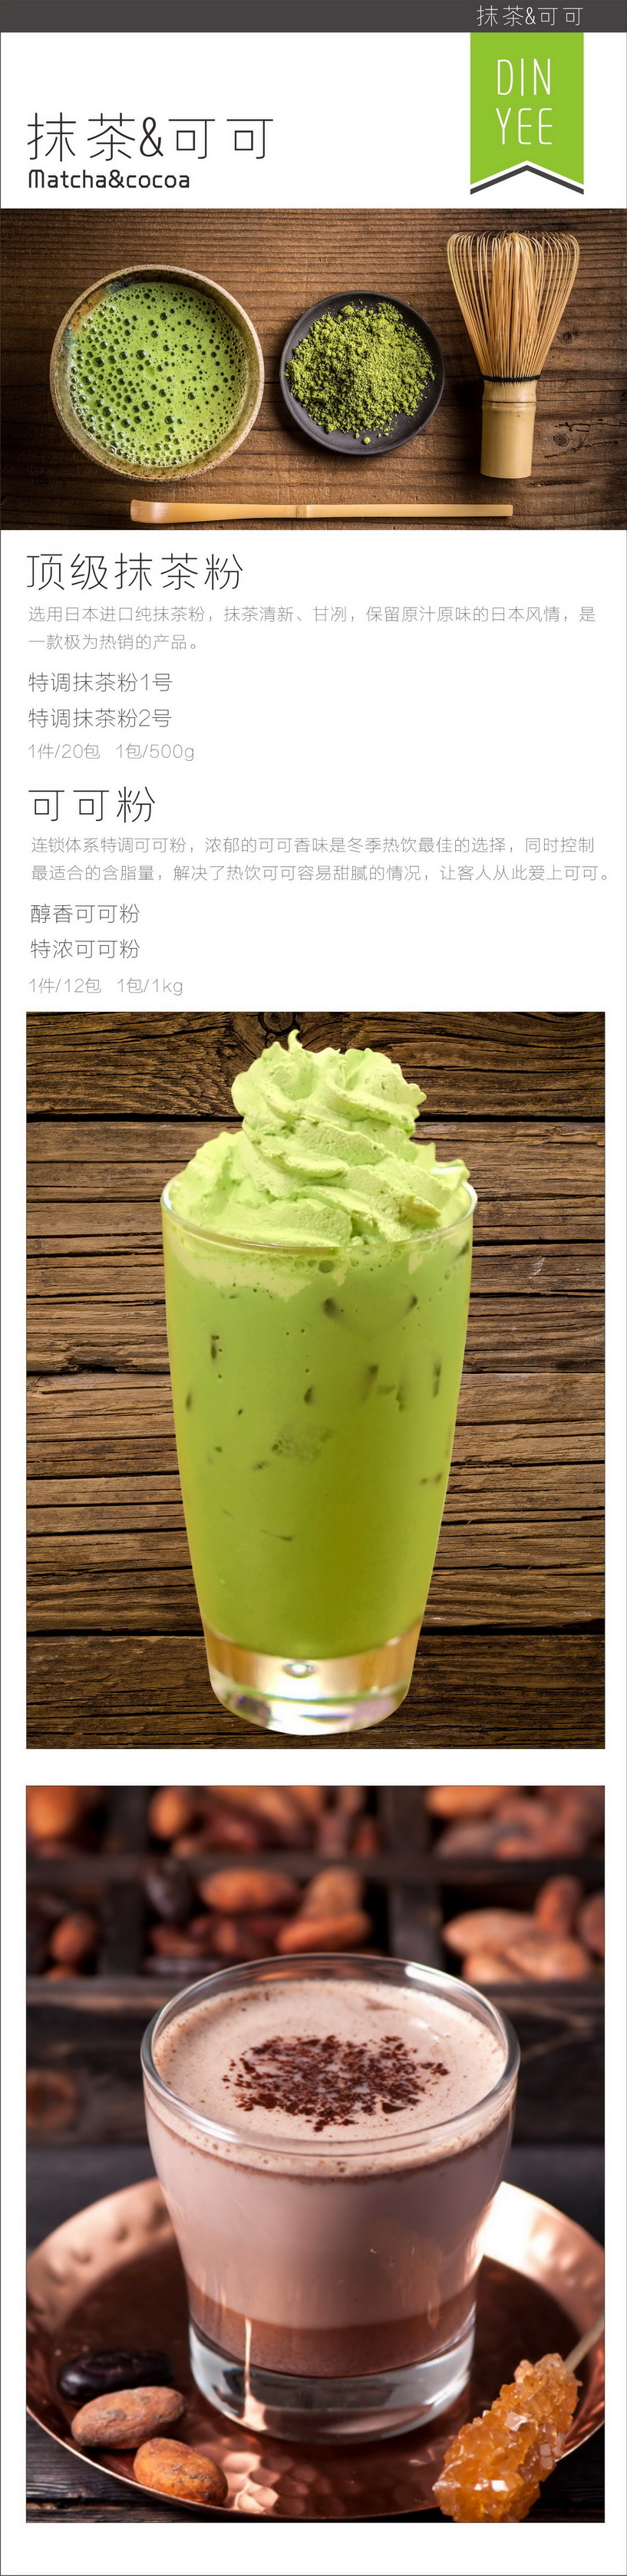 抹茶&可可
DIN
YEE
抹茶&可可
Matcha&cocoa
顶级抹茶粉
选用日本进口纯抹茶粉，抹茶清新、甘冽，保留原汁原味的日本风情，是
一款极为热销的产品。
特调抹茶粉1号
特调抹茶粉2号
1件/20包 1包/500g
可可粉
连锁体系特调可可粉，浓郁的可可香味是冬季热饮最佳的选择，同时控制
最适合的含脂量，解决了热饮可可容易甜腻的情况，让客人从此爱上可可。
醇香可可粉
特浓可可粉
1件/12包 1包/1kg